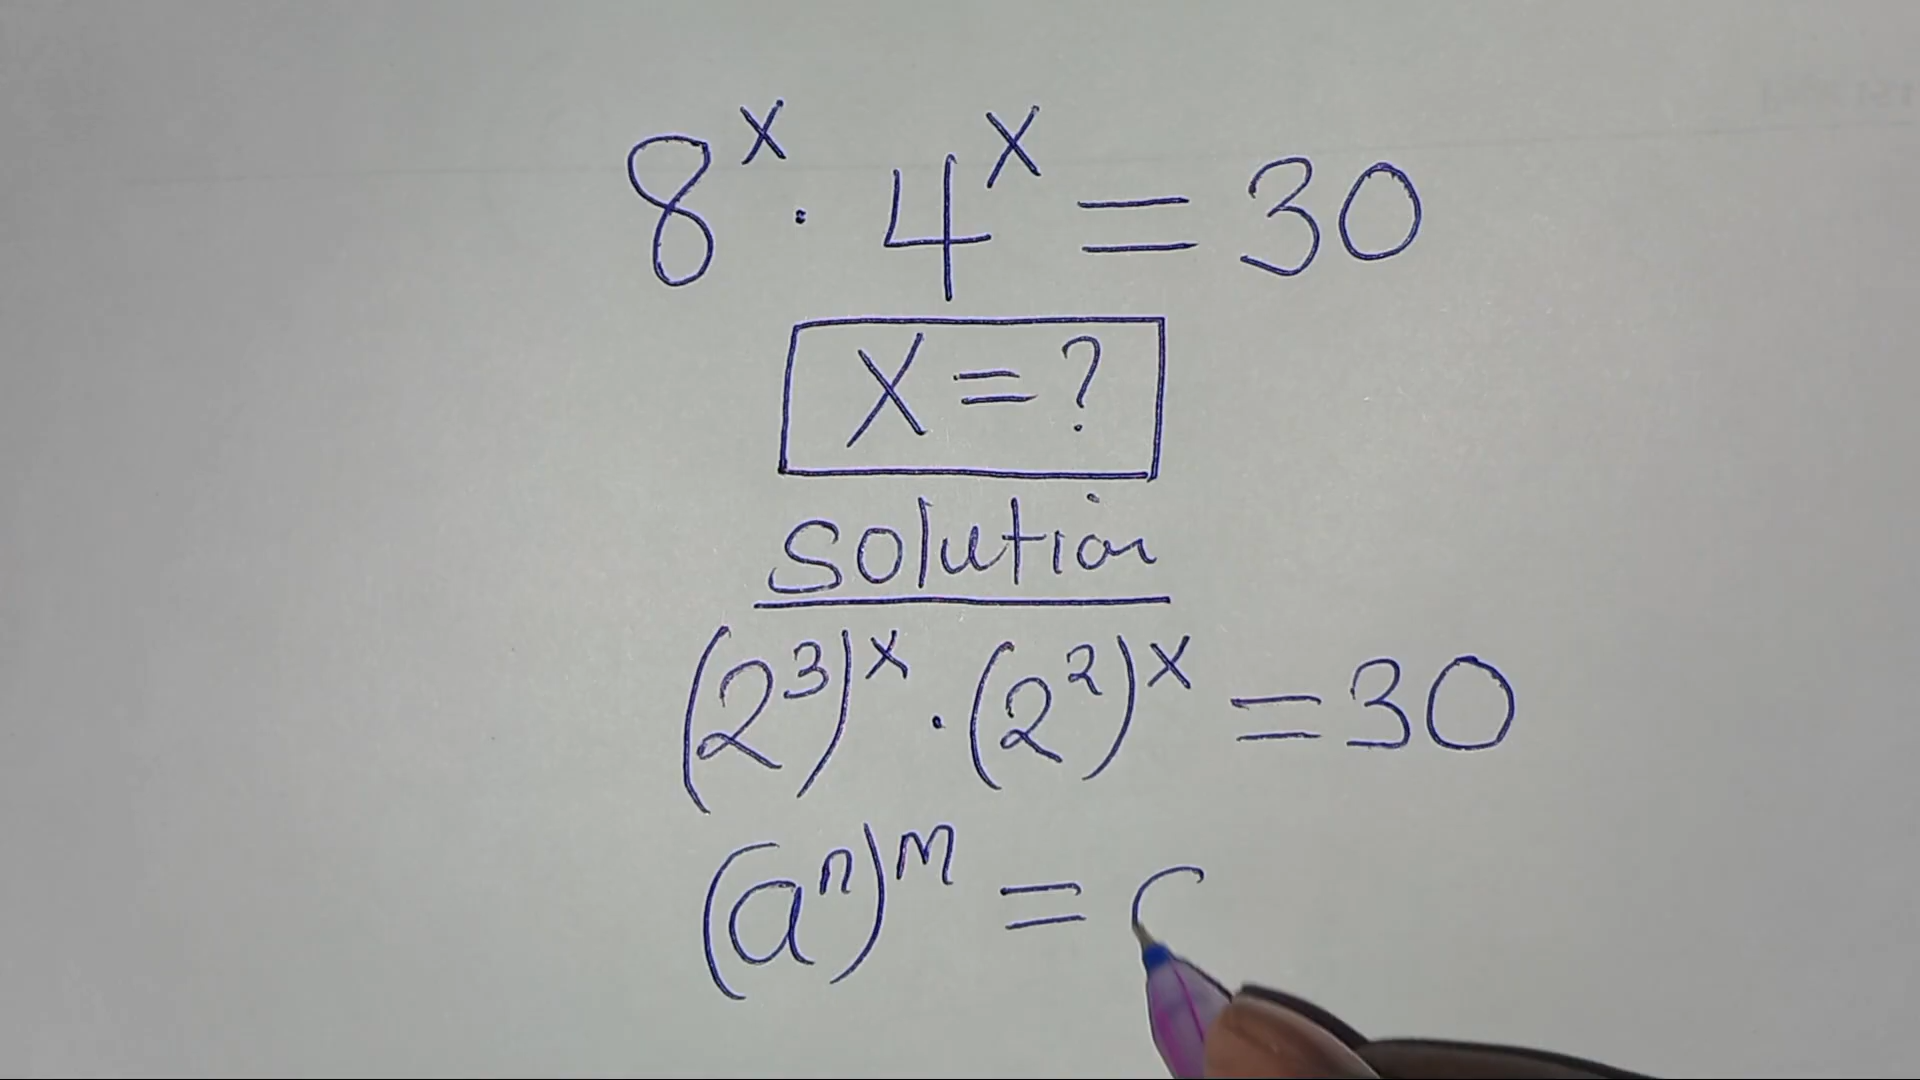 8^x · 4^x = 30
X = ?
Solution
(2^3)^x · (2^2)^x = 30
(a^n)^m =